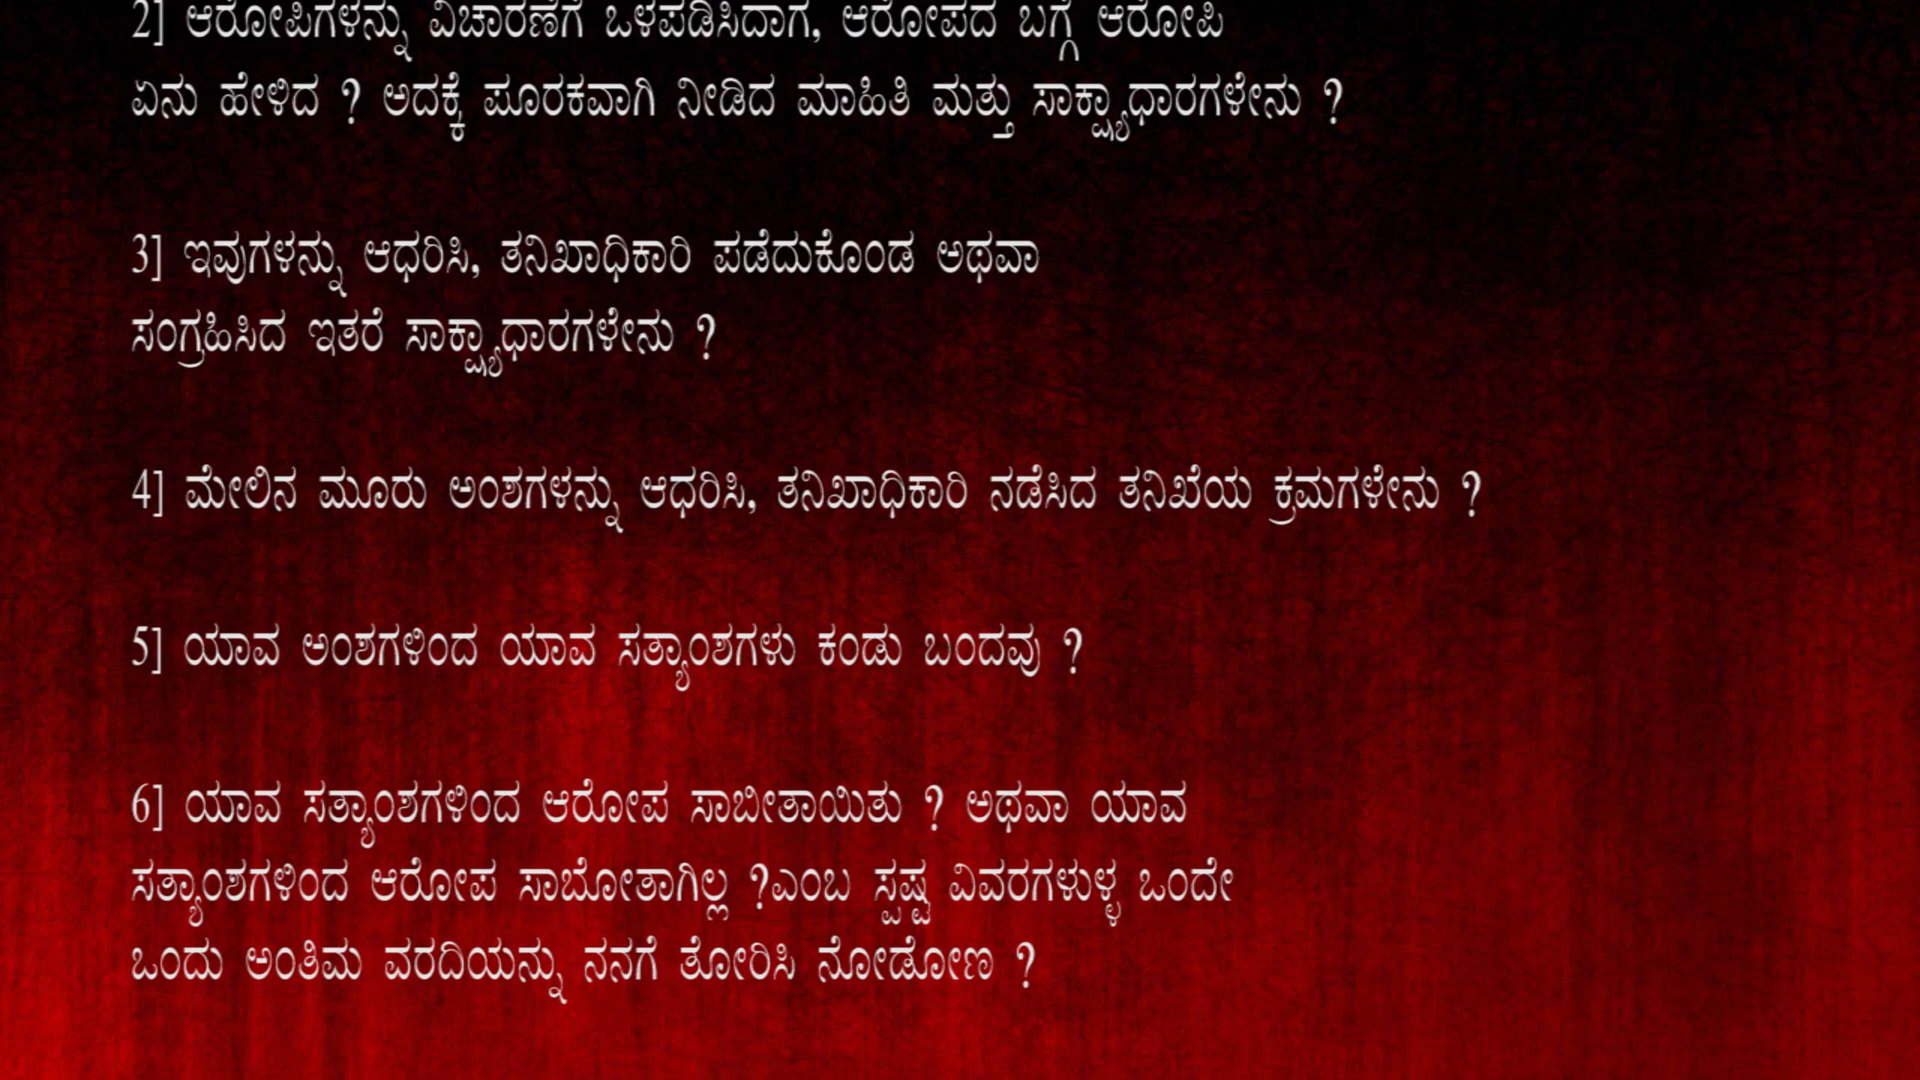 2] ಆರೋಪಿಗಳನ್ನು ವಿಚಾರಣೆಗೆ ಒಳಪಡಿಸಿದಾಗ, ಆರೋಪದ ಬಗ್ಗೆ ಆರೋಪಿ
ಏನು ಹೇಳಿದ ? ಅದಕ್ಕೆ ಪೂರಕವಾಗಿ ನೀಡಿದ ಮಾಹಿತಿ ಮತ್ತು ಸಾಕ್ಷ್ಯಾಧಾರಗಳೇನು ?
3] ಇವುಗಳನ್ನು ಆಧರಿಸಿ, ತನಿಖಾಧಿಕಾರಿ ಪಡೆದುಕೊಂಡ ಅಥವಾ
ಸಂಗ್ರಹಿಸಿದ ಇತರೆ ಸಾಕ್ಷ್ಯಾಧಾರಗಳೇನು ?
4] ಮೇಲಿನ ಮೂರು ಅಂಶಗಳನ್ನು ಆಧರಿಸಿ, ತನಿಖಾಧಿಕಾರಿ ನಡೆಸಿದ ತನಿಖೆಯ ಕ್ರಮಗಳೇನು ?
5] ಯಾವ ಅಂಶಗಳಿಂದ ಯಾವ ಸತ್ಯಾಂಶಗಳು ಕಂಡು ಬಂದವು ?
6] ಯಾವ ಸತ್ಯಾಂಶಗಳಿಂದ ಆರೋಪ ಸಾಬೀತಾಯಿತು ? ಅಥವಾ ಯಾವ
ಸತ್ಯಾಂಶಗಳಿಂದ ಆರೋಪ ಸಾಬೋತಾಗಿಲ್ಲ ?ಎಂಬ ಸ್ಪಷ್ಟ ವಿವರಗಳುಳ್ಳ ಒಂದೇ
ಒಂದು ಅಂತಿಮ ವರದಿಯನ್ನು ನನಗೆ ತೋರಿಸಿ ನೋಡೋಣ ?